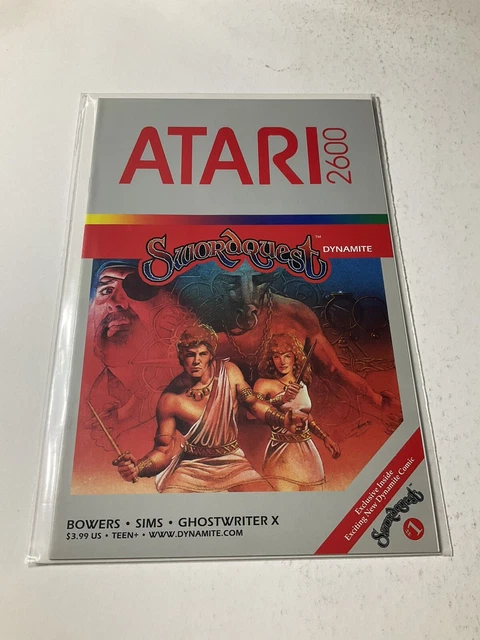 ATARI 2600
Swordquest™ DYNAMITE
BOWERS • SIMS • GHOSTWRITER X
$3.99 US • TEEN+ • WWW.DYNAMITE.COM
Exclusive Inside
Exciting New Dynamite Comic
Swordquest
#1